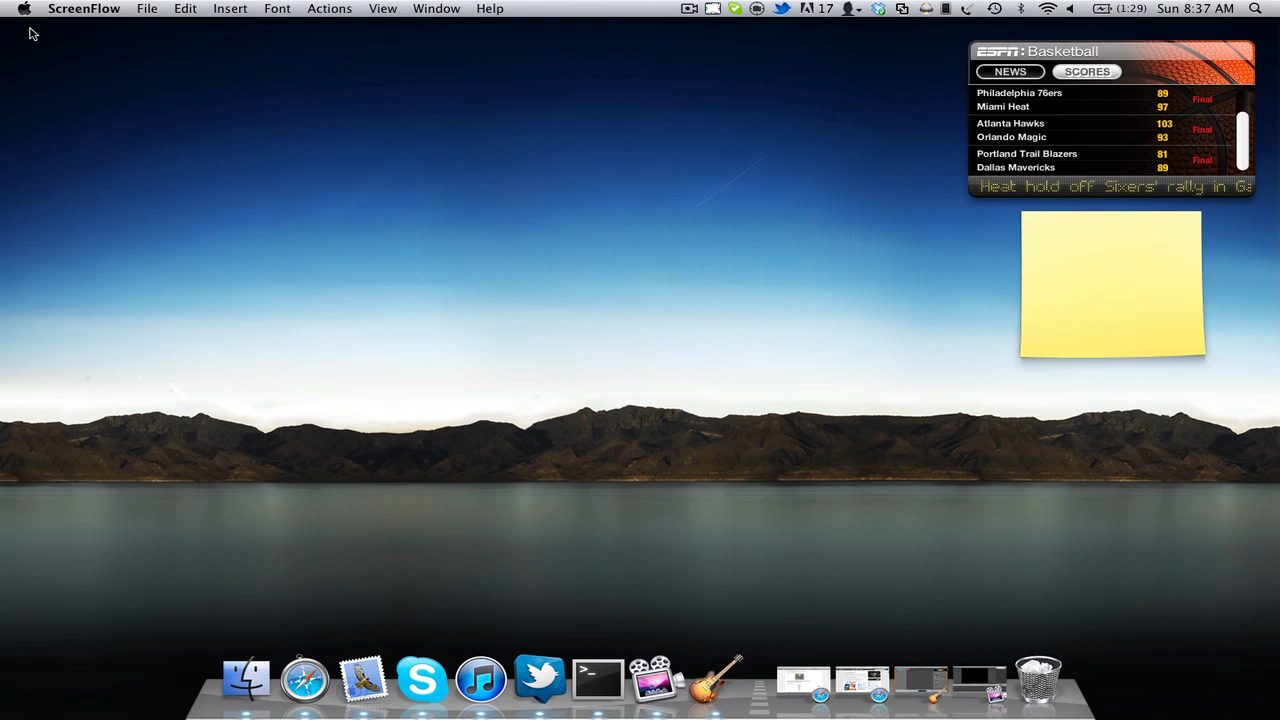 ScreenFlow File Edit Insert Font Actions View Window Help 17 (1:29) Sun 8:37 AM
ESPN: Basketball
NEWS SCORES
Philadelphia 76ers 89
Final
Miami Heat 97
Atlanta Hawks 103
Final
Orlando Magic 93
Portland Trail Blazers 81
Final
Dallas Mavericks 89
Heat hold off Sixers' rally in Ga